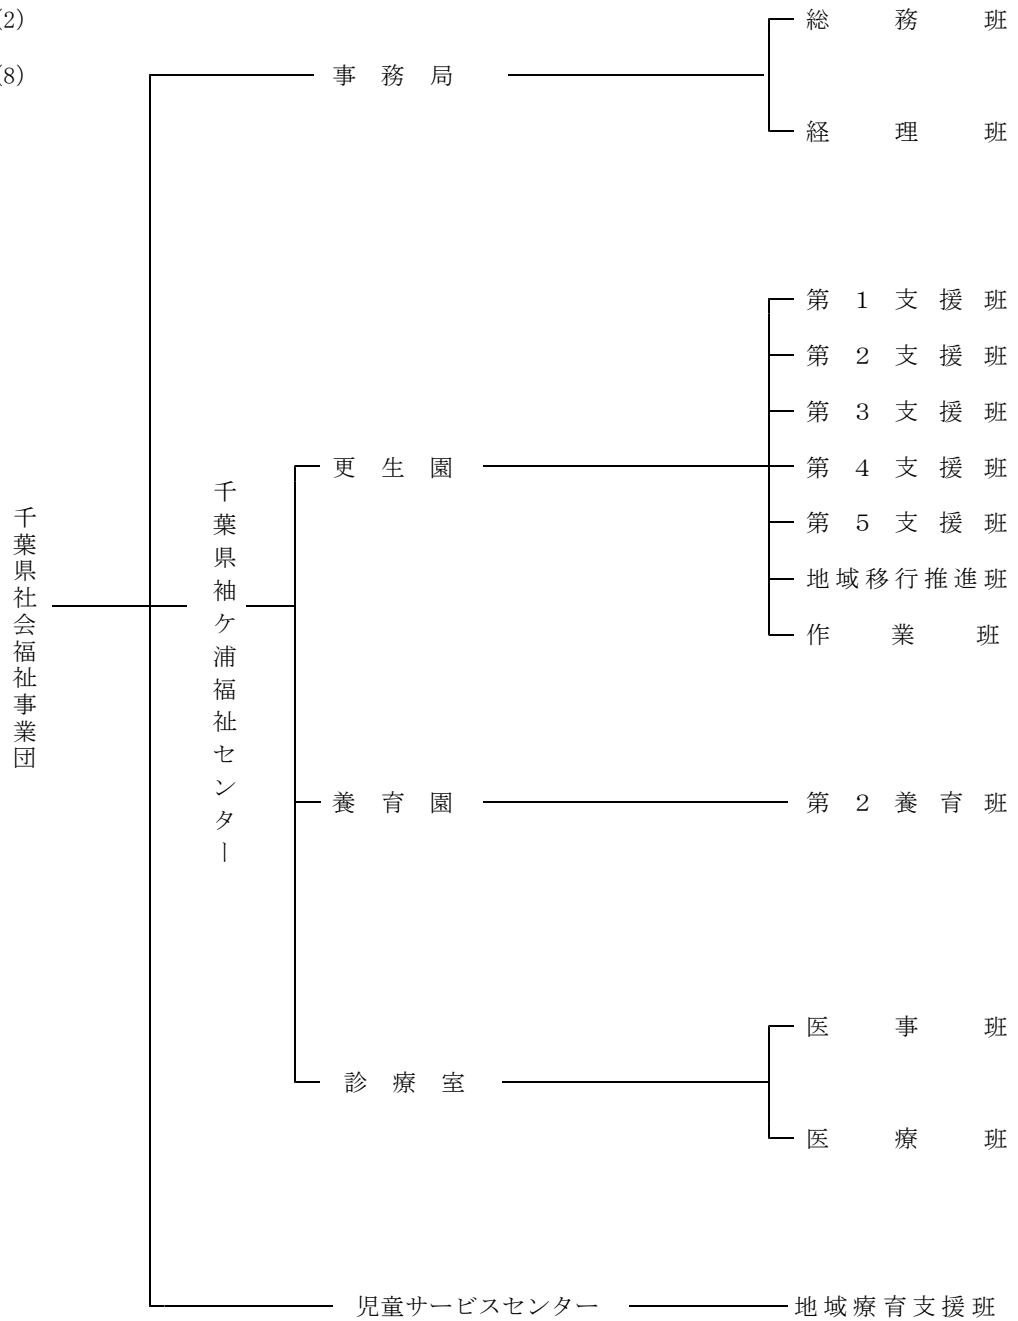 (2)
総務班
(8)
事務局
経理班
第１支援班
第２支援班
第３支援班
更生園
第４支援班
千葉県袖ケ浦福祉センター
千葉県社会福祉事業団
第５支援班
地域移行推進班
作業班
養育園
第２養育班
医事班
診療室
医療班
児童サービスセンター
地域療育支援班